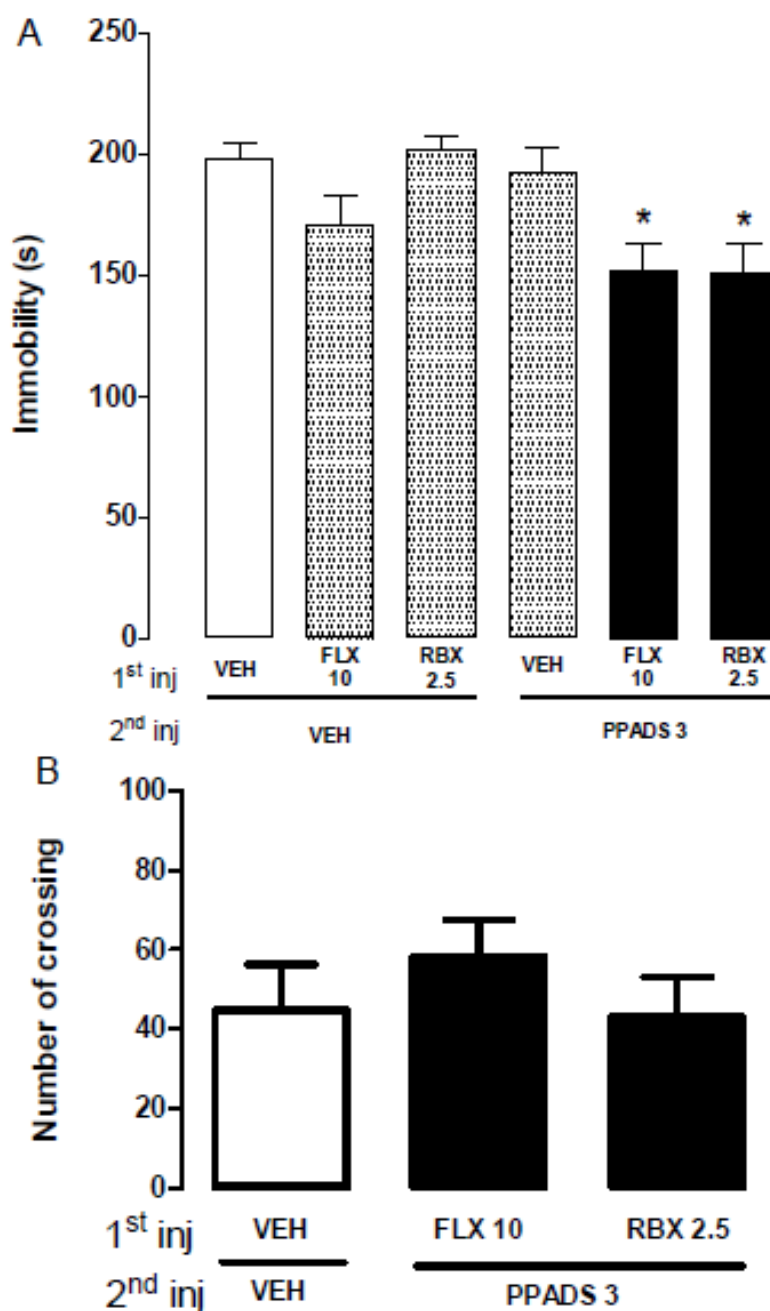 A
250
200
150
100
50
0
Immobility (s)
* *
1st inj VEH FLX 10 RBX 2.5 VEH FLX 10 RBX 2.5
2nd inj VEH PPADS 3
B
100
80
60
40
20
0
Number of crossing
1st inj VEH FLX 10 RBX 2.5
2nd inj VEH PPADS 3